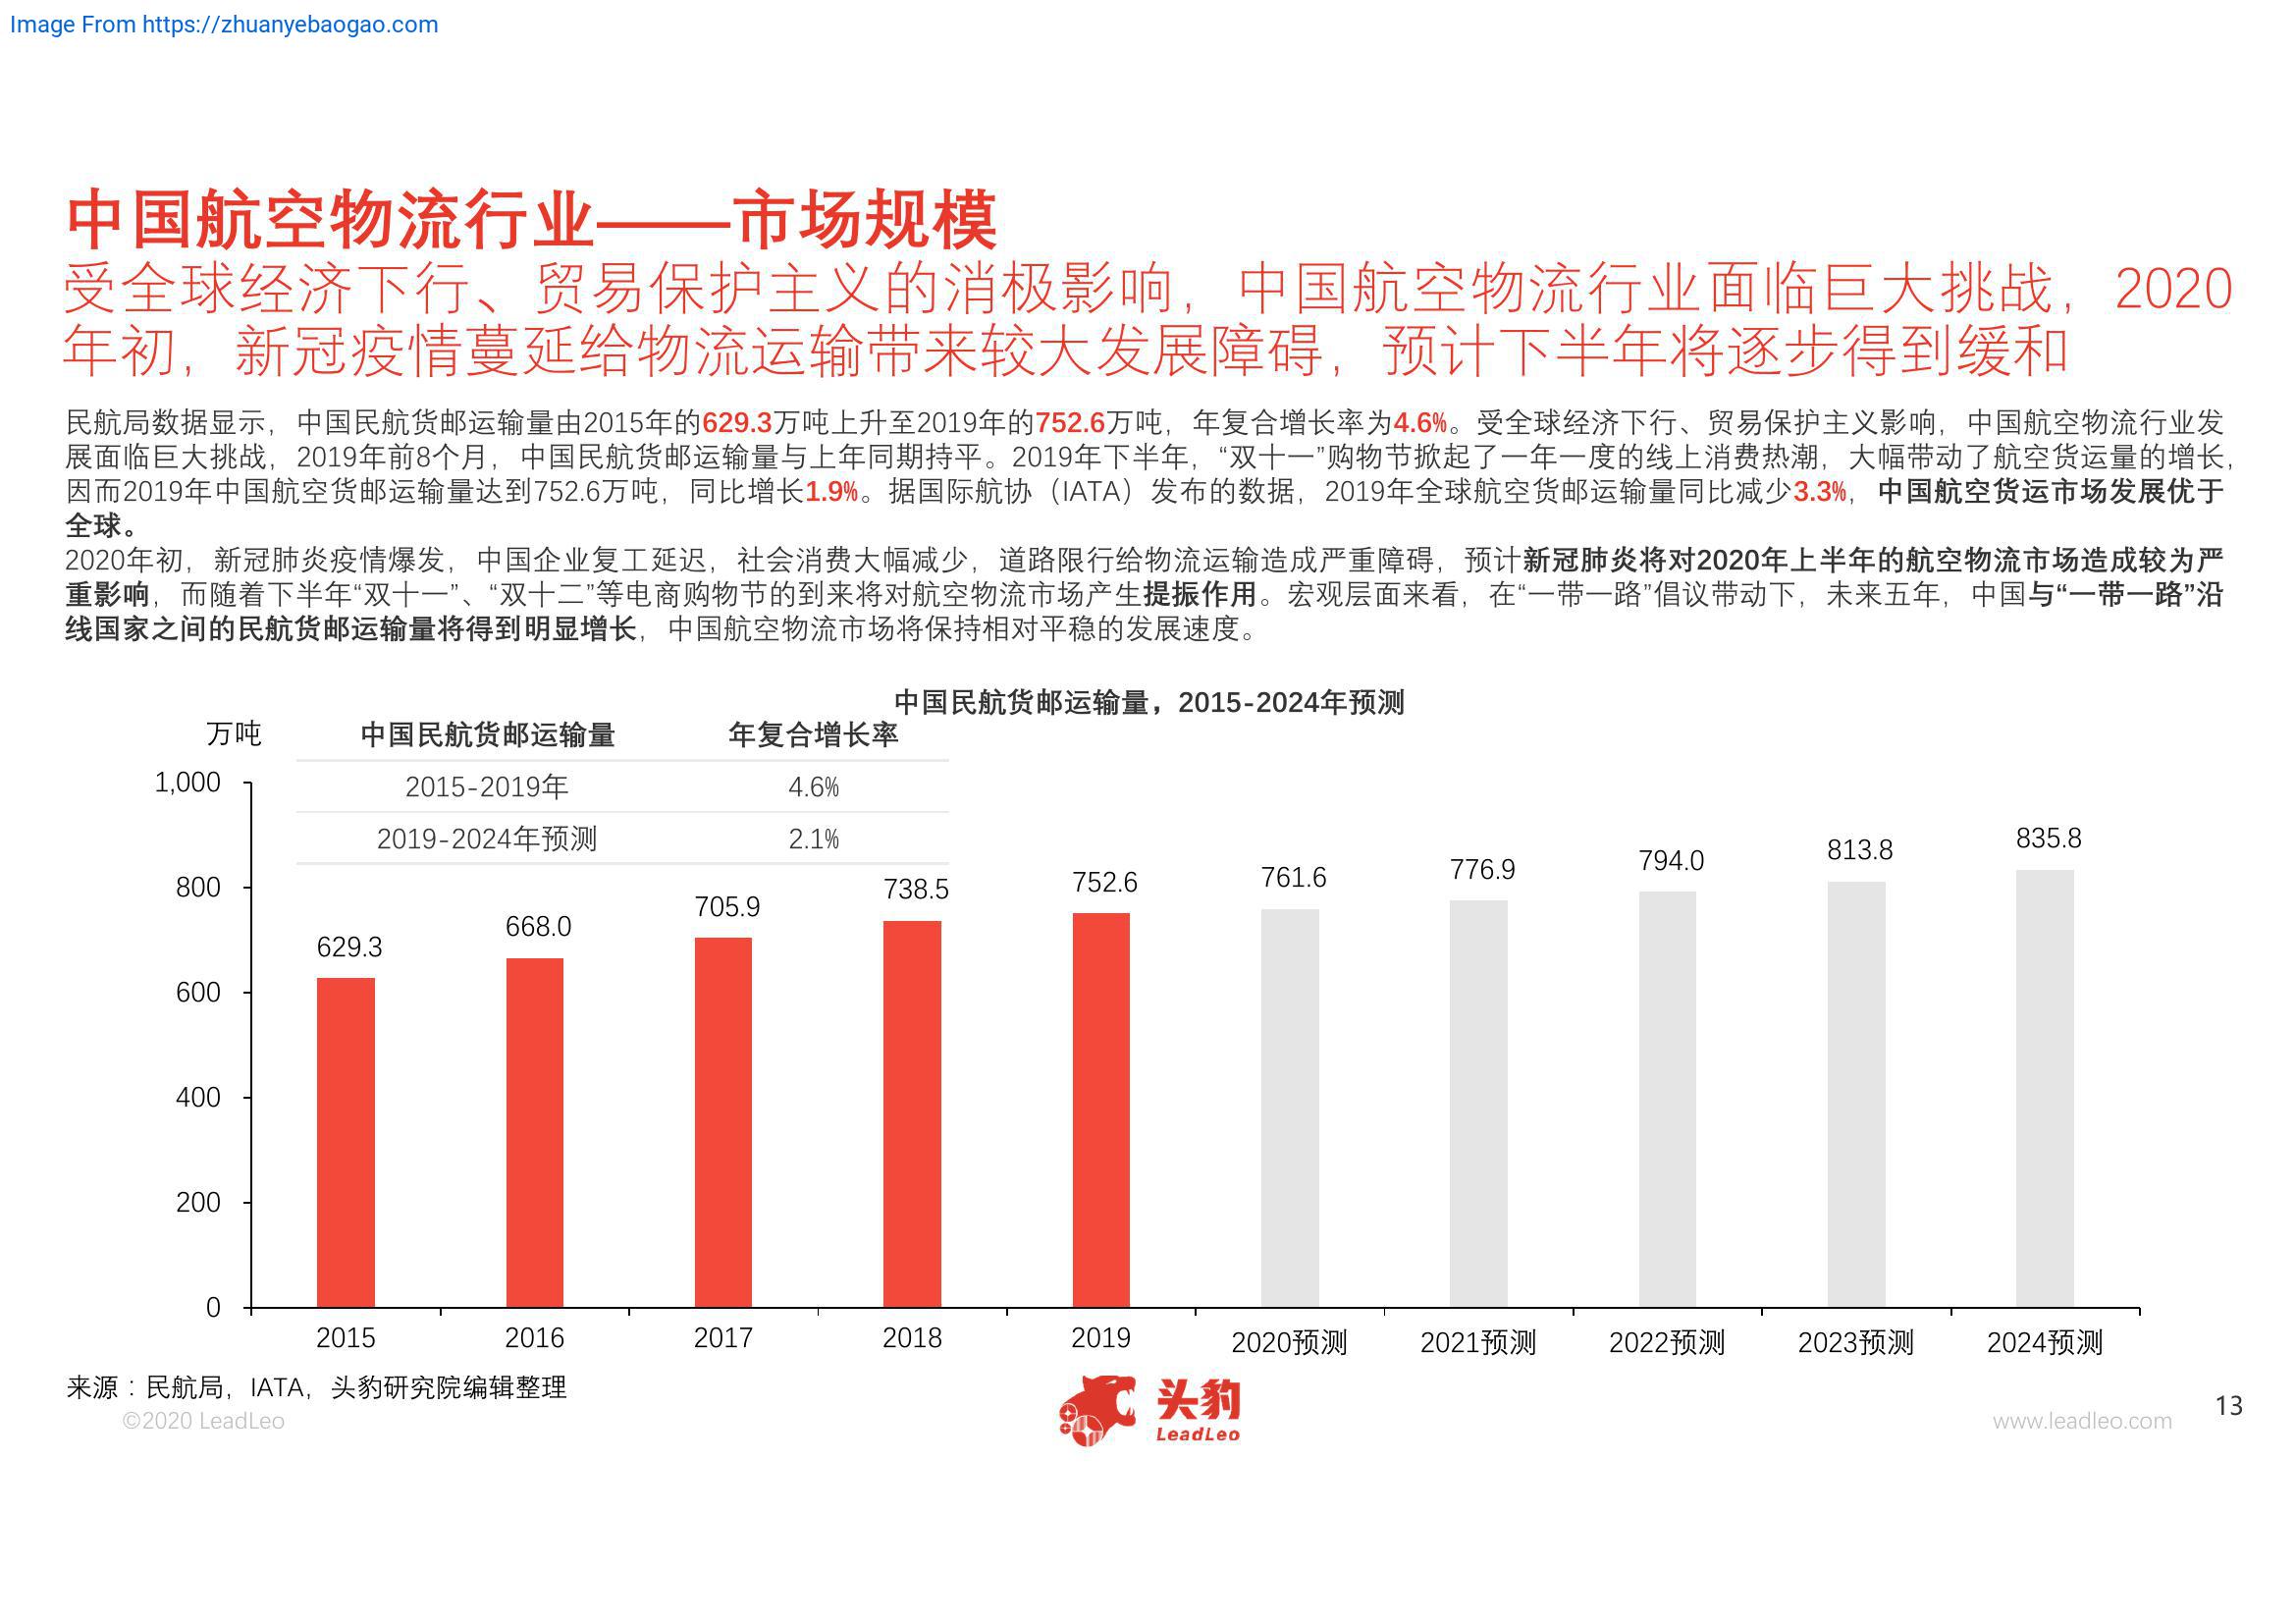 Image From https://zhuanyebaogao.com
中国航空物流行业——市场规模
受全球经济下行、贸易保护主义的消极影响，中国航空物流行业面临巨大挑战，2020
年初，新冠疫情蔓延给物流运输带来较大发展障碍，预计下半年将逐步得到缓和
民航局数据显示，中国民航货邮运输量由2015年的629.3万吨上升至2019年的752.6万吨，年复合增长率为4.6%。受全球经济下行、贸易保护主义影响，中国航空物流行业发
展面临巨大挑战，2019年前8个月，中国民航货邮运输量与上年同期持平。2019年下半年，“双十一”购物节掀起了一年一度的线上消费热潮，大幅带动了航空货运量的增长，
因而2019年中国航空货邮运输量达到752.6万吨，同比增长1.9%。据国际航协（IATA）发布的数据，2019年全球航空货邮运输量同比减少3.3%，中国航空货运市场发展优于
全球。
2020年初，新冠肺炎疫情爆发，中国企业复工延迟，社会消费大幅减少，道路限行给物流运输造成严重障碍，预计新冠肺炎将对2020年上半年的航空物流市场造成较为严
重影响，而随着下半年“双十一”、“双十二”等电商购物节的到来将对航空物流市场产生提振作用。宏观层面来看，在“一带一路”倡议带动下，未来五年，中国与“一带一路”沿
线国家之间的民航货邮运输量将得到明显增长，中国航空物流市场将保持相对平稳的发展速度。
中国民航货邮运输量，2015-2024年预测
万吨
中国民航货邮运输量 年复合增长率
2015-2019年 4.6%
2019-2024年预测 2.1%
1,000
800
600
400
200
0
629.3
668.0
705.9
738.5
752.6
761.6
776.9
794.0
813.8
835.8
2015 2016 2017 2018 2019 2020预测 2021预测 2022预测 2023预测 2024预测
来源：民航局，IATA，头豹研究院编辑整理
©2020 LeadLeo
头豹
LeadLeo
www.leadleo.com
13